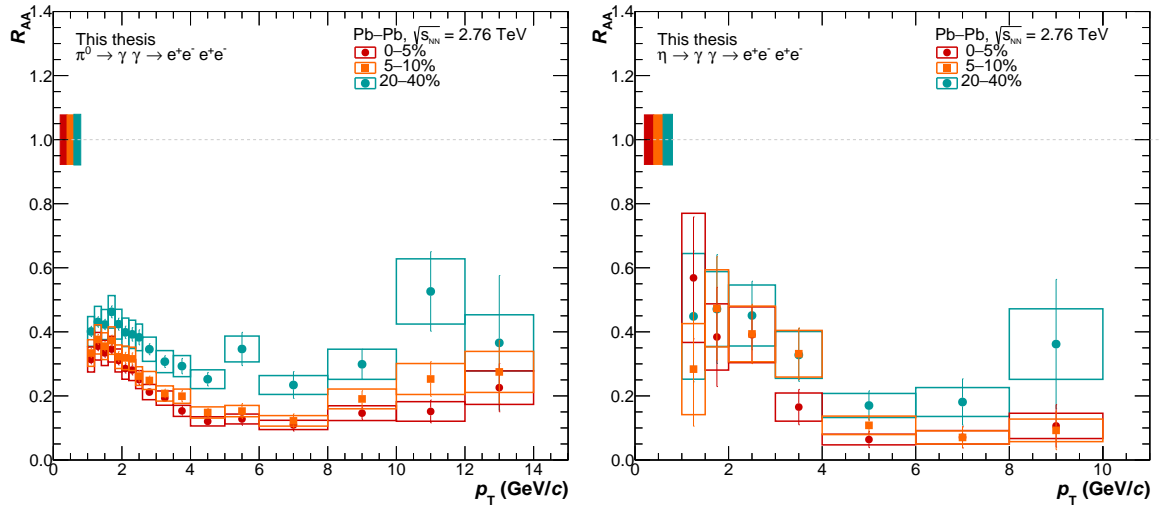 R_AA
This thesis
π⁰ → γ γ → e⁺e⁻ e⁺e⁻
Pb–Pb, √s_NN = 2.76 TeV
0–5%
5–10%
20–40%
1.4
1.2
1.0
0.8
0.6
0.4
0.2
0.0
0 2 4 6 8 10 12 14
p_T (GeV/c)
R_AA
This thesis
η → γ γ → e⁺e⁻ e⁺e⁻
Pb–Pb, √s_NN = 2.76 TeV
0–5%
5–10%
20–40%
1.4
1.2
1.0
0.8
0.6
0.4
0.2
0.0
0 2 4 6 8 10
p_T (GeV/c)